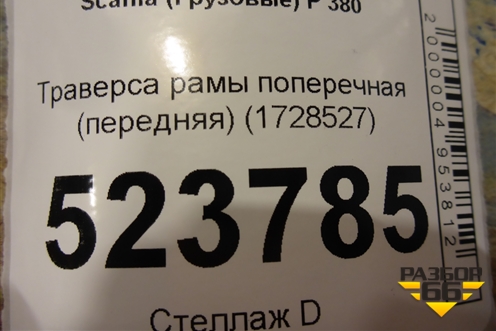 Scania (Грузовые) P 380
Траверса рамы поперечная
(передняя) (1728527)
523785
Стеллаж D
2000004953812
РАЗБОР
66